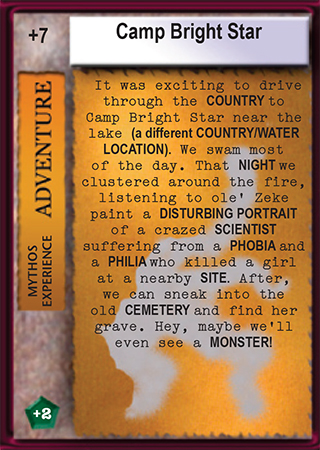 +7
Camp Bright Star
MYTHOS
EXPERIENCE
ADVENTURE
It was exciting to drive
through the COUNTRY to
Camp Bright Star near the
lake (a different COUNTRY/WATER
LOCATION). We swam most
of the day. That NIGHT we
clustered around the fire,
listening to ole' Zeke
paint a DISTURBING PORTRAIT
of a crazed SCIENTIST
suffering from a PHOBIA and
a PHILIA who killed a girl
at a nearby SITE. After,
we can sneak into the
old CEMETERY and find her
grave. Hey, maybe we'll
even see a MONSTER!
+2